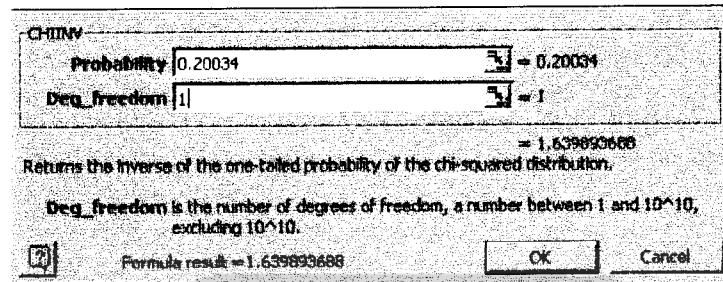 CHIINV
Probability 0.20034 = 0.20034
Deg_freedom 1 = 1
= 1.639893688
Returns the inverse of the one-tailed probability of the chi-squared distribution.
Deg_freedom is the number of degrees of freedom, a number between 1 and 10^10,
excluding 10^10.
? Formula result = 1.639893688 OK Cancel